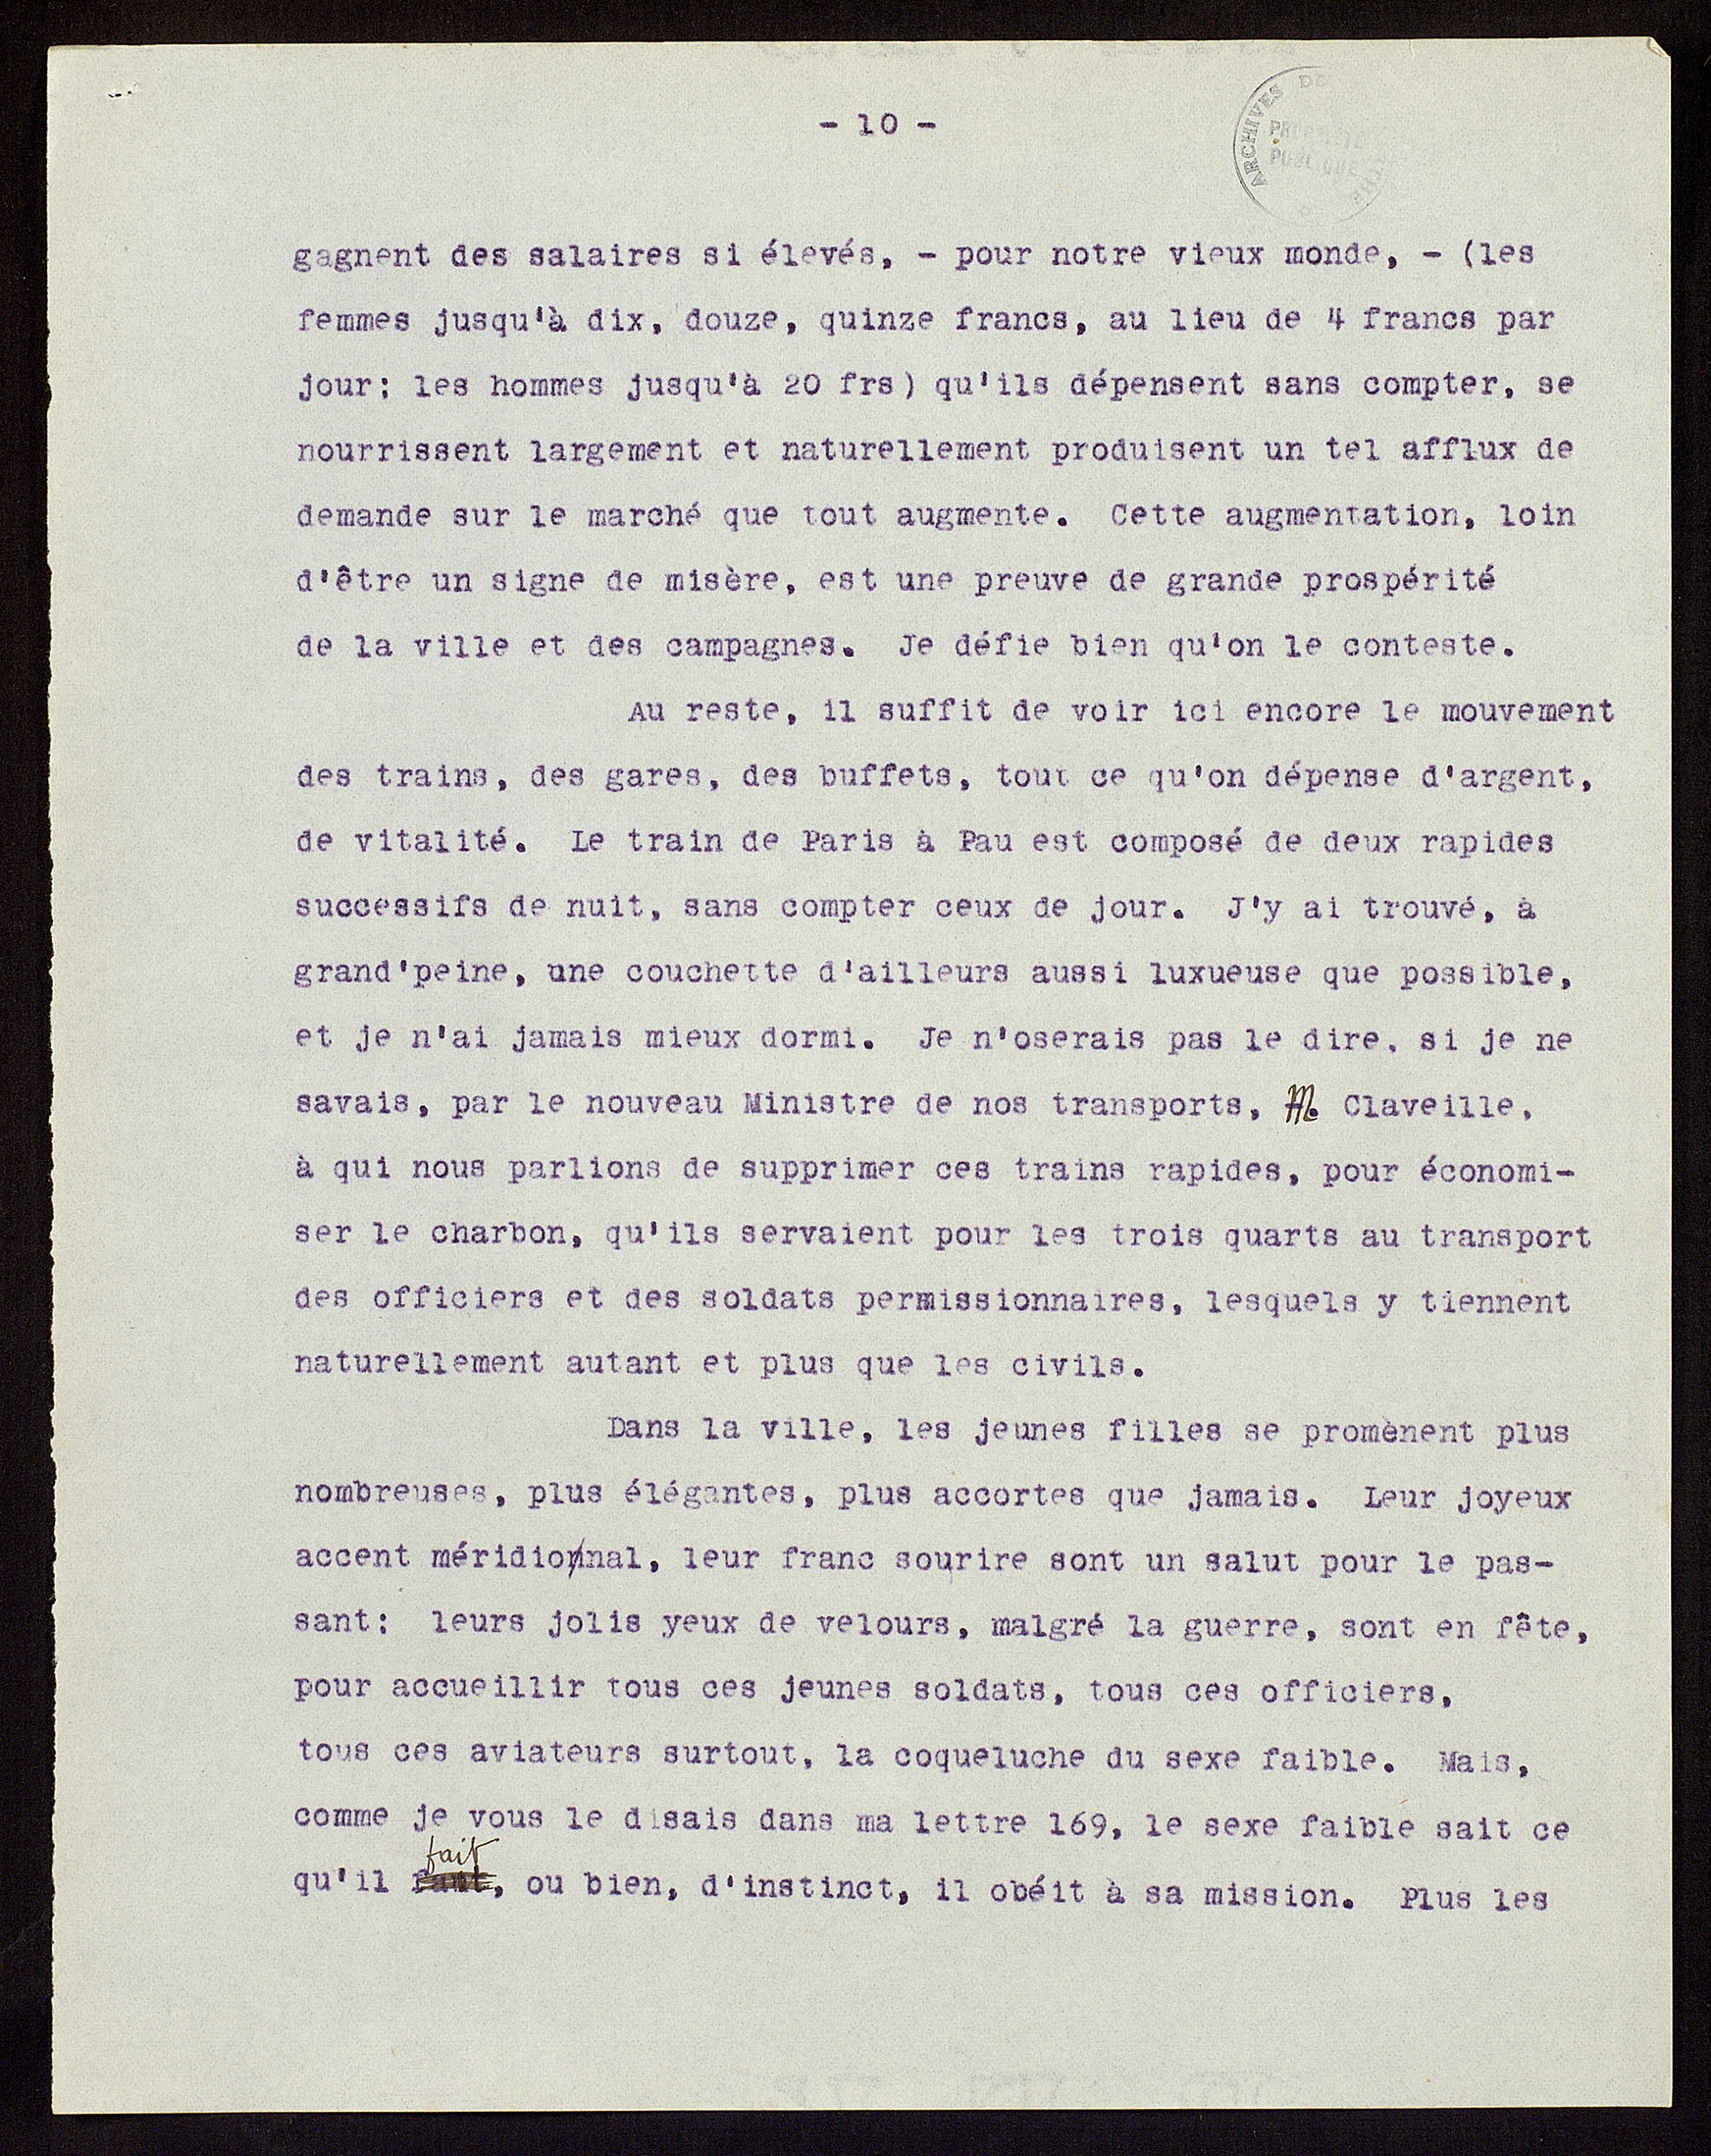 - 10 -
ARCHIVES DE
PROPRIETE
PUBLIQUE
gagnent des salaires si élevés, - pour notre vieux monde, - (les
femmes jusqu'à dix, douze, quinze francs, au lieu de 4 francs par
jour; les hommes jusqu'à 20 frs) qu'ils dépensent sans compter, se
nourrissent largement et naturellement produisent un tel afflux de
demande sur le marché que tout augmente. Cette augmentation, loin
d'être un signe de misère, est une preuve de grande prospérité
de la ville et des campagnes. Je défie bien qu'on le conteste.
Au reste, il suffit de voir ici encore le mouvement
des trains, des gares, des buffets, tout ce qu'on dépense d'argent,
de vitalité. Le train de Paris à Pau est composé de deux rapides
successifs de nuit, sans compter ceux de jour. J'y ai trouvé, à
grand'peine, une couchette d'ailleurs aussi luxueuse que possible,
et je n'ai jamais mieux dormi. Je n'oserais pas le dire, si je ne
savais, par le nouveau Ministre de nos transports, M. Claveille,
à qui nous parlions de supprimer ces trains rapides, pour économi-
ser le charbon, qu'ils servaient pour les trois quarts au transport
des officiers et des soldats permissionnaires, lesquels y tiennent
naturellement autant et plus que les civils.
Dans la ville, les jeunes filles se promènent plus
nombreuses, plus élégantes, plus accortes que jamais. Leur joyeux
accent méridional, leur franc sourire sont un salut pour le pas-
sant: leurs jolis yeux de velours, malgré la guerre, sont en fête,
pour accueillir tous ces jeunes soldats, tous ces officiers,
tous ces aviateurs surtout, la coqueluche du sexe faible. Mais,
comme je vous le disais dans ma lettre 169, le sexe faible sait ce
qu'il fait, ou bien, d'instinct, il obéit à sa mission. Plus les